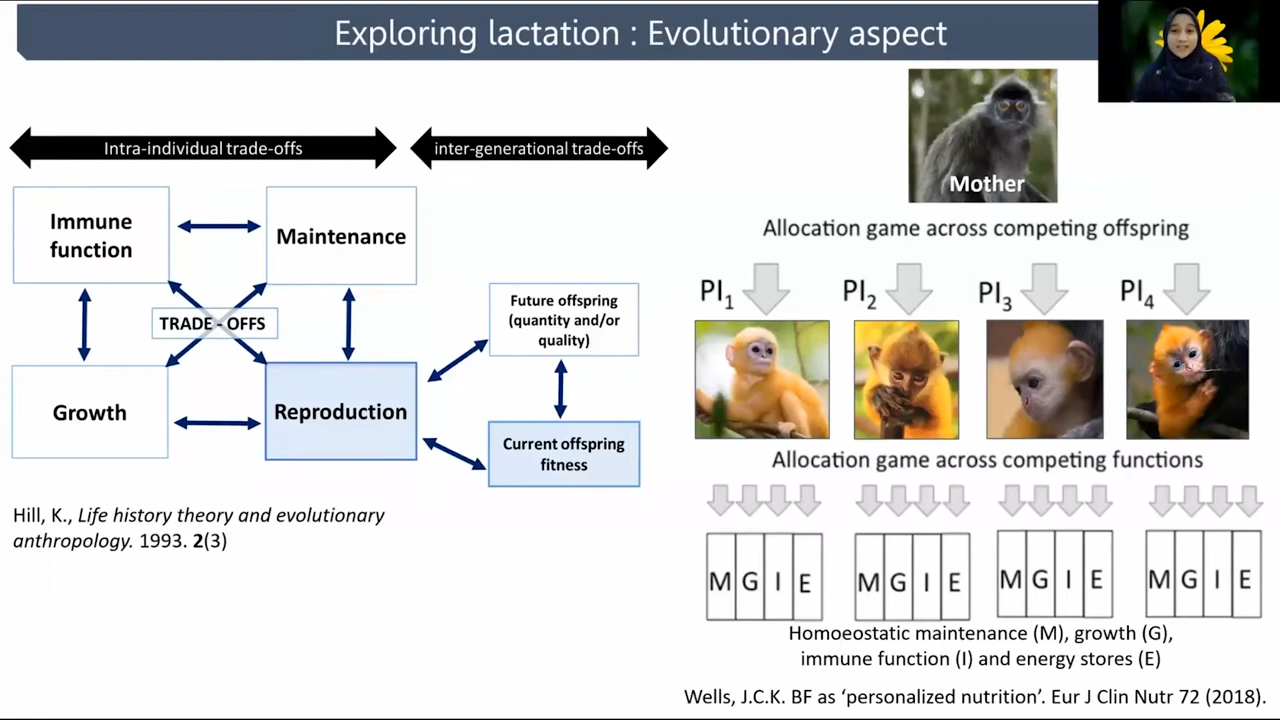 Exploring lactation : Evolutionary aspect
Intra-individual trade-offs
inter-generational trade-offs
Immune
function
Maintenance
TRADE - OFFS
Growth
Reproduction
Future offspring
(quantity and/or
quality)
Current offspring
fitness
Hill, K., Life history theory and evolutionary
anthropology. 1993. 2(3)
Mother
Allocation game across competing offspring
PI1
PI2
PI3
PI4
Allocation game across competing functions
M G I E
M G I E
M G I E
M G I E
Homoeostatic maintenance (M), growth (G),
immune function (I) and energy stores (E)
Wells, J.C.K. BF as ‘personalized nutrition’. Eur J Clin Nutr 72 (2018).